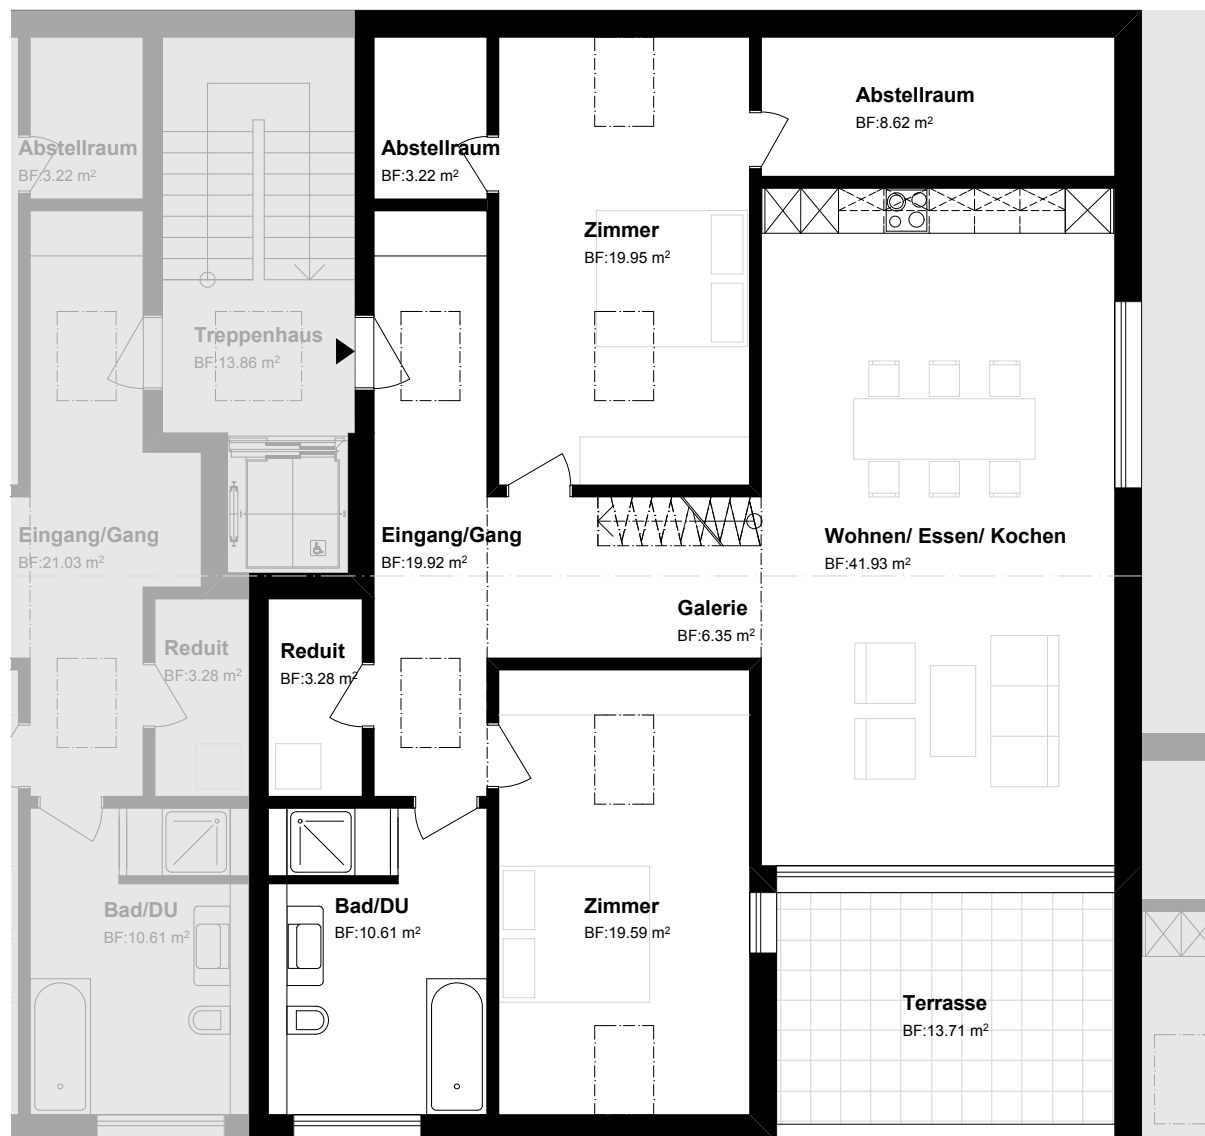 Abstellraum
BF:8.62 m²
Abstellraum
BF:3.22 m²
Abstellraum
BF:3.22 m²
Zimmer
BF:19.95 m²
Treppenhaus
BF:13.86 m²
Eingang/Gang
BF:21.03 m²
Eingang/Gang
BF:19.92 m²
Wohnen/ Essen/ Kochen
BF:41.93 m²
Galerie
BF:6.35 m²
Reduit
BF:3.28 m²
Reduit
BF:3.28 m²
Bad/DU
BF:10.61 m²
Bad/DU
BF:10.61 m²
Zimmer
BF:19.59 m²
Terrasse
BF:13.71 m²